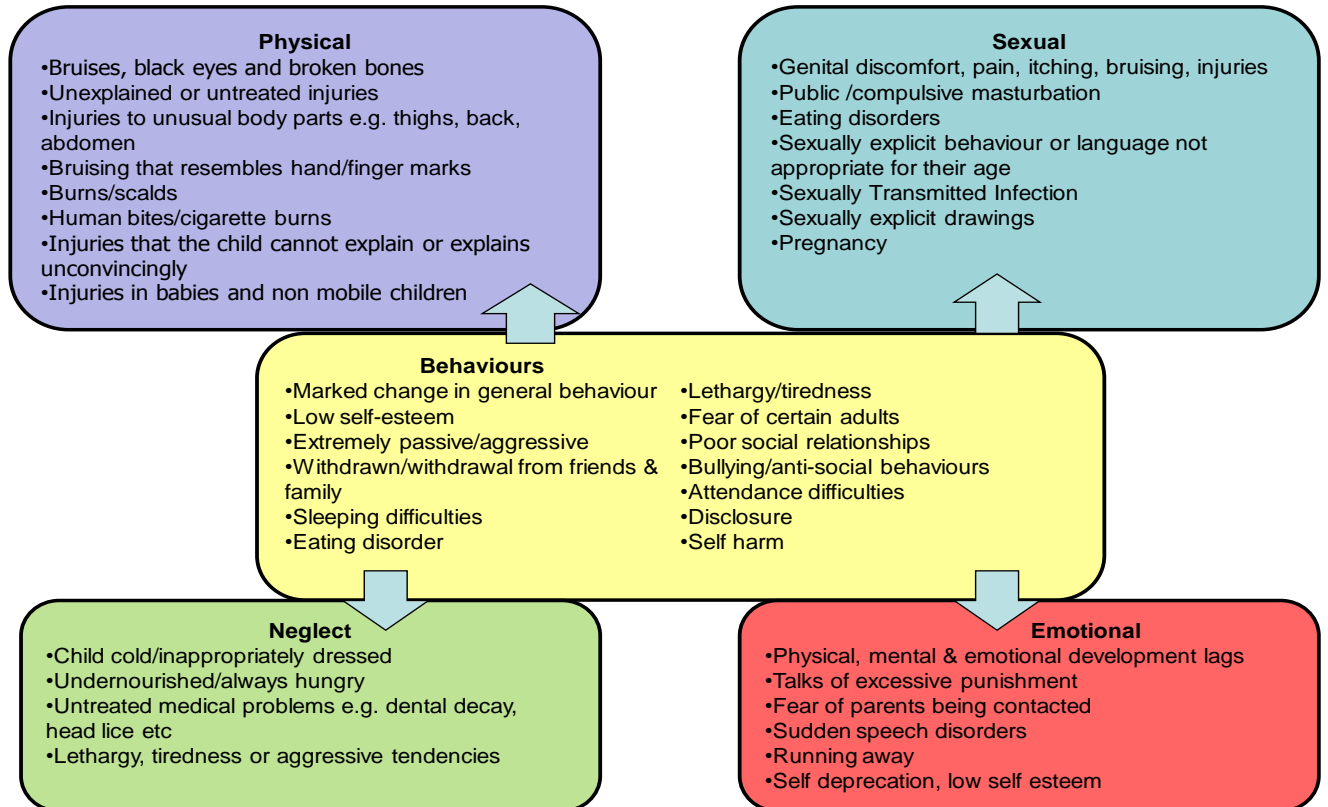 Physical
•Bruises, black eyes and broken bones
•Unexplained or untreated injuries
•Injuries to unusual body parts e.g. thighs, back,
abdomen
•Bruising that resembles hand/finger marks
•Burns/scalds
•Human bites/cigarette burns
•Injuries that the child cannot explain or explains
unconvincingly
•Injuries in babies and non mobile children
Sexual
•Genital discomfort, pain, itching, bruising, injuries
•Public /compulsive masturbation
•Eating disorders
•Sexually explicit behaviour or language not
appropriate for their age
•Sexually Transmitted Infection
•Sexually explicit drawings
•Pregnancy
Behaviours
•Marked change in general behaviour
•Low self-esteem
•Extremely passive/aggressive
•Withdrawn/withdrawal from friends &
family
•Sleeping difficulties
•Eating disorder
•Lethargy/tiredness
•Fear of certain adults
•Poor social relationships
•Bullying/anti-social behaviours
•Attendance difficulties
•Disclosure
•Self harm
Neglect
•Child cold/inappropriately dressed
•Undernourished/always hungry
•Untreated medical problems e.g. dental decay,
head lice etc
•Lethargy, tiredness or aggressive tendencies
Emotional
•Physical, mental & emotional development lags
•Talks of excessive punishment
•Fear of parents being contacted
•Sudden speech disorders
•Running away
•Self deprecation, low self esteem